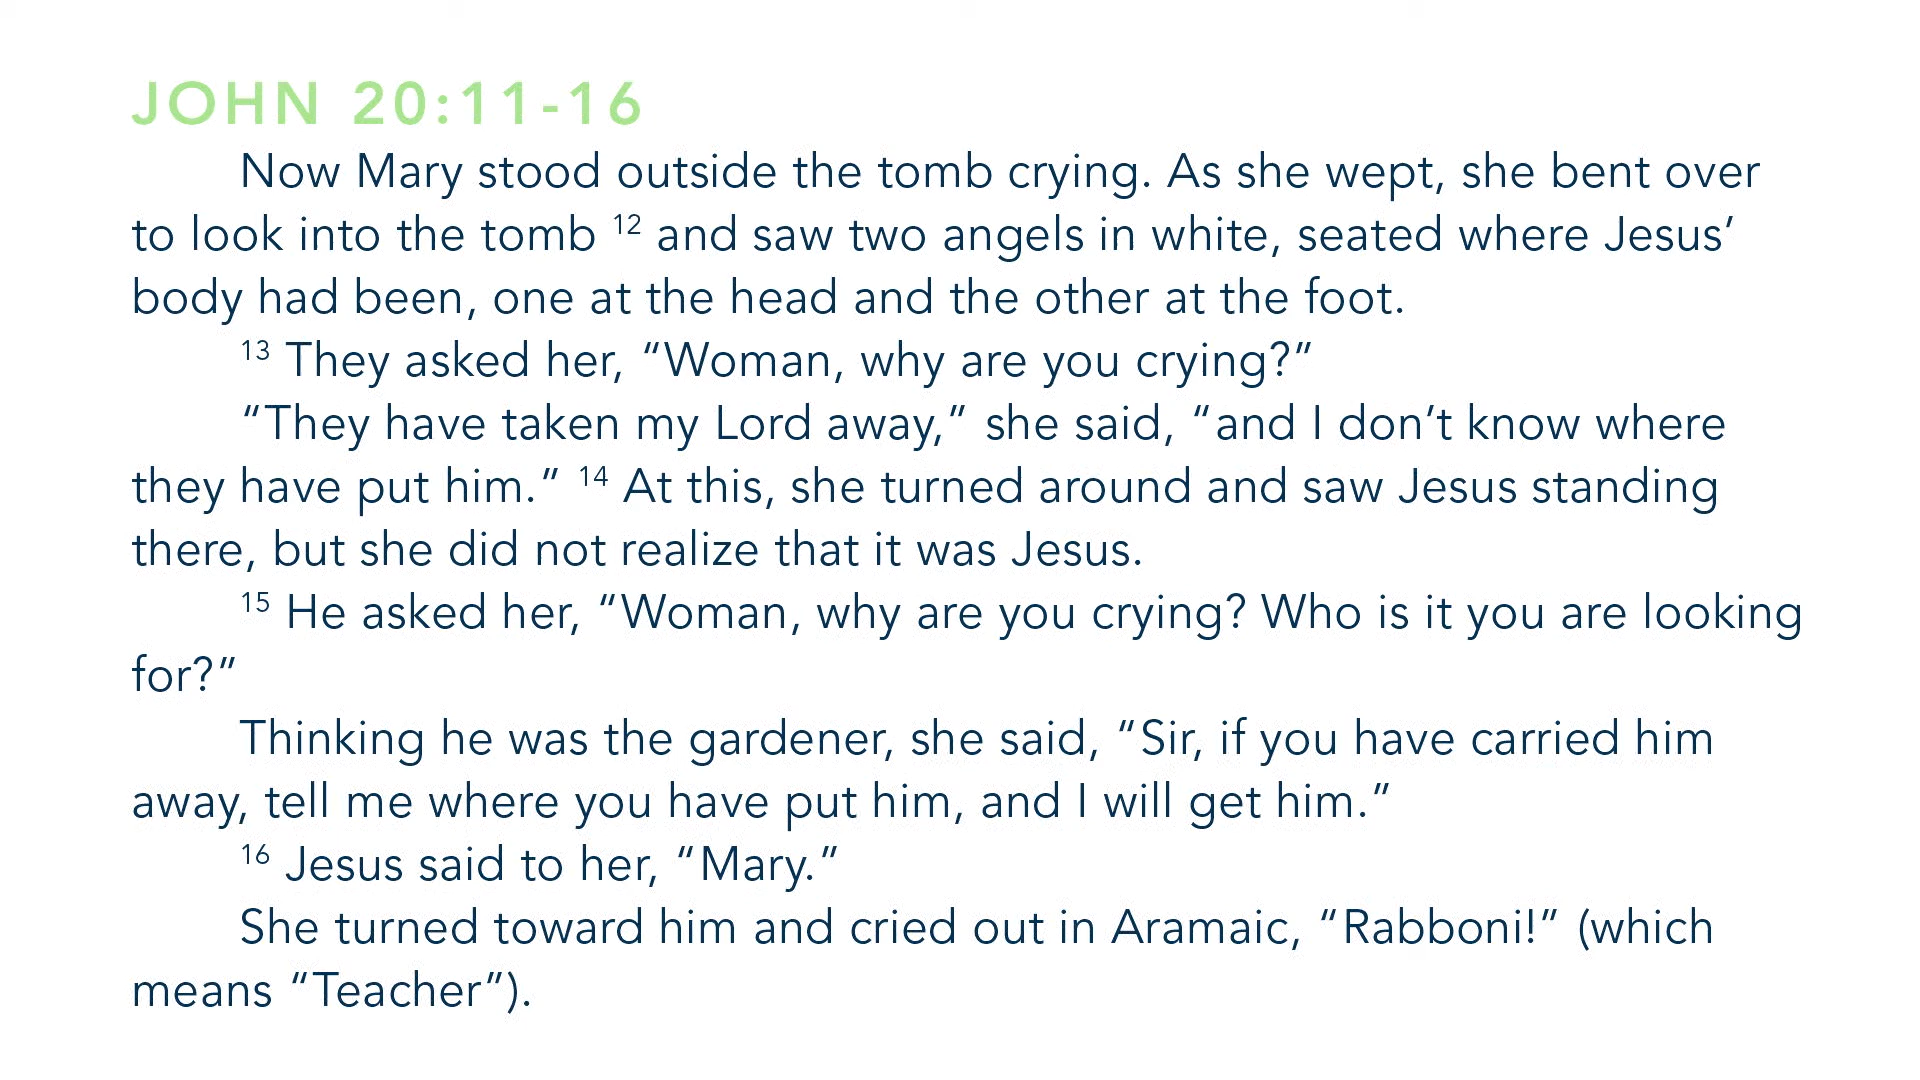 JOHN 20:11-16
Now Mary stood outside the tomb crying. As she wept, she bent over
to look into the tomb 12 and saw two angels in white, seated where Jesus’
body had been, one at the head and the other at the foot.
13 They asked her, “Woman, why are you crying?”
“They have taken my Lord away,” she said, “and I don’t know where
they have put him.” 14 At this, she turned around and saw Jesus standing
there, but she did not realize that it was Jesus.
15 He asked her, “Woman, why are you crying? Who is it you are looking
for?”
Thinking he was the gardener, she said, “Sir, if you have carried him
away, tell me where you have put him, and I will get him.”
16 Jesus said to her, “Mary.”
She turned toward him and cried out in Aramaic, “Rabboni!” (which
means “Teacher”).